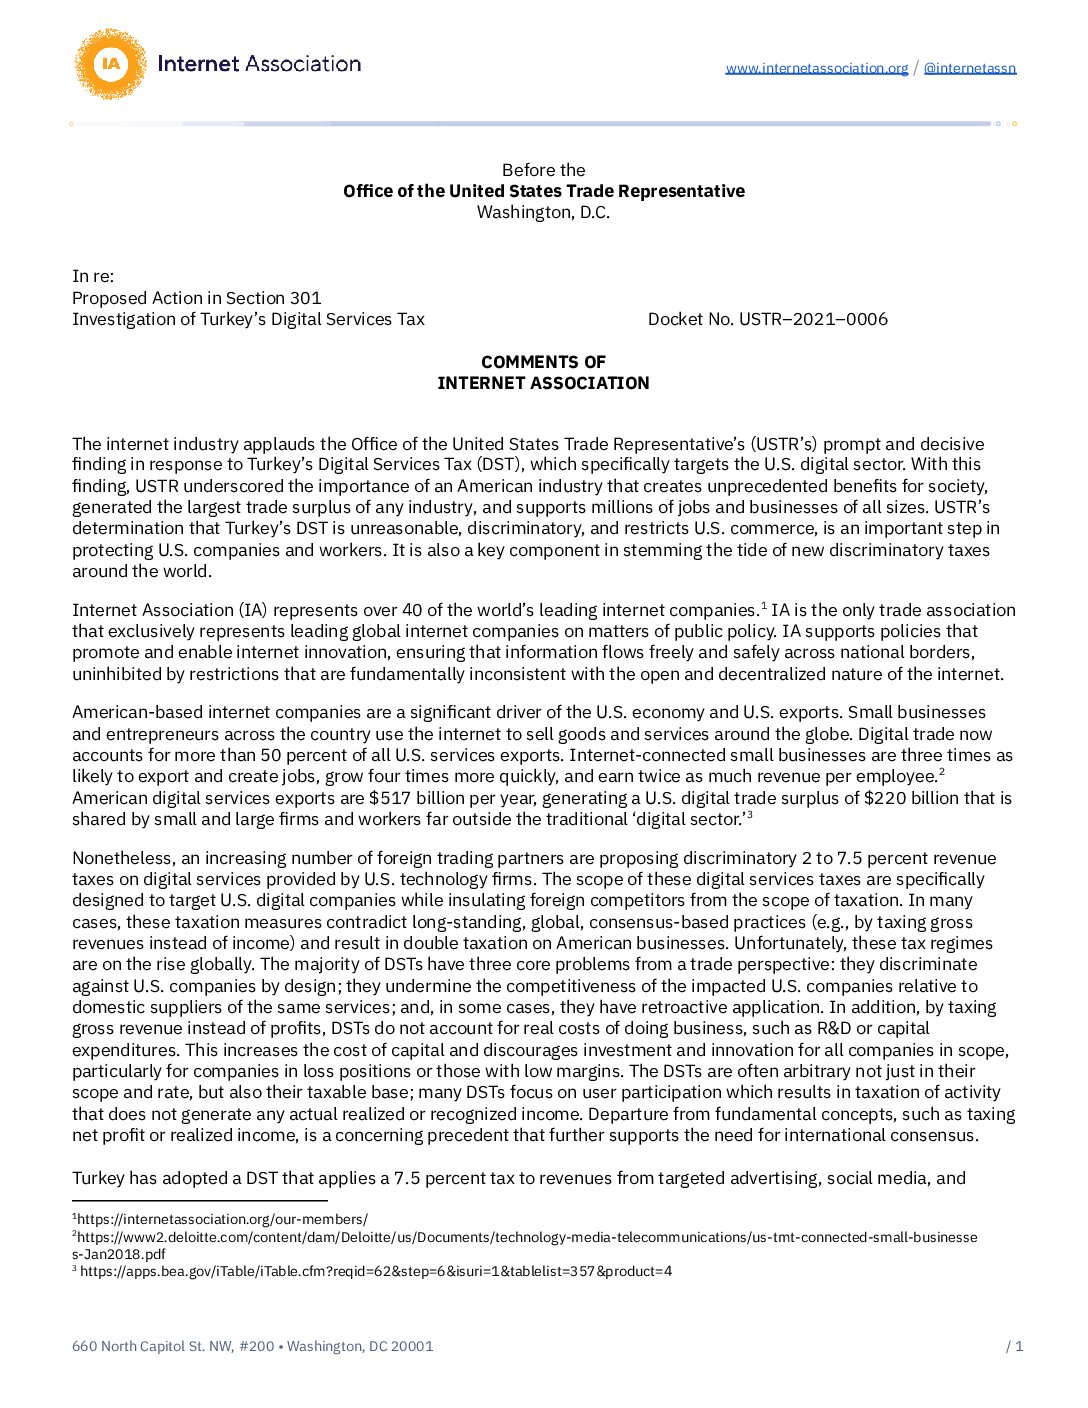 IA Internet Association
www.internetassociation.org / @internetassn
Before the
Office of the United States Trade Representative
Washington, D.C.
In re:
Proposed Action in Section 301
Investigation of Turkey’s Digital Services Tax Docket No. USTR–2021–0006
COMMENTS OF
INTERNET ASSOCIATION
The internet industry applauds the Office of the United States Trade Representative’s (USTR’s) prompt and decisive
finding in response to Turkey’s Digital Services Tax (DST), which specifically targets the U.S. digital sector. With this
finding, USTR underscored the importance of an American industry that creates unprecedented benefits for society,
generated the largest trade surplus of any industry, and supports millions of jobs and businesses of all sizes. USTR’s
determination that Turkey’s DST is unreasonable, discriminatory, and restricts U.S. commerce, is an important step in
protecting U.S. companies and workers. It is also a key component in stemming the tide of new discriminatory taxes
around the world.
Internet Association (IA) represents over 40 of the world’s leading internet companies.1 IA is the only trade association
that exclusively represents leading global internet companies on matters of public policy. IA supports policies that
promote and enable internet innovation, ensuring that information flows freely and safely across national borders,
uninhibited by restrictions that are fundamentally inconsistent with the open and decentralized nature of the internet.
American-based internet companies are a significant driver of the U.S. economy and U.S. exports. Small businesses
and entrepreneurs across the country use the internet to sell goods and services around the globe. Digital trade now
accounts for more than 50 percent of all U.S. services exports. Internet-connected small businesses are three times as
likely to export and create jobs, grow four times more quickly, and earn twice as much revenue per employee.2
American digital services exports are $517 billion per year, generating a U.S. digital trade surplus of $220 billion that is
shared by small and large firms and workers far outside the traditional ‘digital sector.’3
Nonetheless, an increasing number of foreign trading partners are proposing discriminatory 2 to 7.5 percent revenue
taxes on digital services provided by U.S. technology firms. The scope of these digital services taxes are specifically
designed to target U.S. digital companies while insulating foreign competitors from the scope of taxation. In many
cases, these taxation measures contradict long-standing, global, consensus-based practices (e.g., by taxing gross
revenues instead of income) and result in double taxation on American businesses. Unfortunately, these tax regimes
are on the rise globally. The majority of DSTs have three core problems from a trade perspective: they discriminate
against U.S. companies by design; they undermine the competitiveness of the impacted U.S. companies relative to
domestic suppliers of the same services; and, in some cases, they have retroactive application. In addition, by taxing
gross revenue instead of profits, DSTs do not account for real costs of doing business, such as R&D or capital
expenditures. This increases the cost of capital and discourages investment and innovation for all companies in scope,
particularly for companies in loss positions or those with low margins. The DSTs are often arbitrary not just in their
scope and rate, but also their taxable base; many DSTs focus on user participation which results in taxation of activity
that does not generate any actual realized or recognized income. Departure from fundamental concepts, such as taxing
net profit or realized income, is a concerning precedent that further supports the need for international consensus.
Turkey has adopted a DST that applies a 7.5 percent tax to revenues from targeted advertising, social media, and
1https://internetassociation.org/our-members/
2https://www2.deloitte.com/content/dam/Deloitte/us/Documents/technology-media-telecommunications/us-tmt-connected-small-businesse
s-Jan2018.pdf
3 https://apps.bea.gov/iTable/iTable.cfm?reqid=62&step=6&isuri=1&tablelist=357&product=4
660 North Capitol St. NW, #200 • Washington, DC 20001 / 1